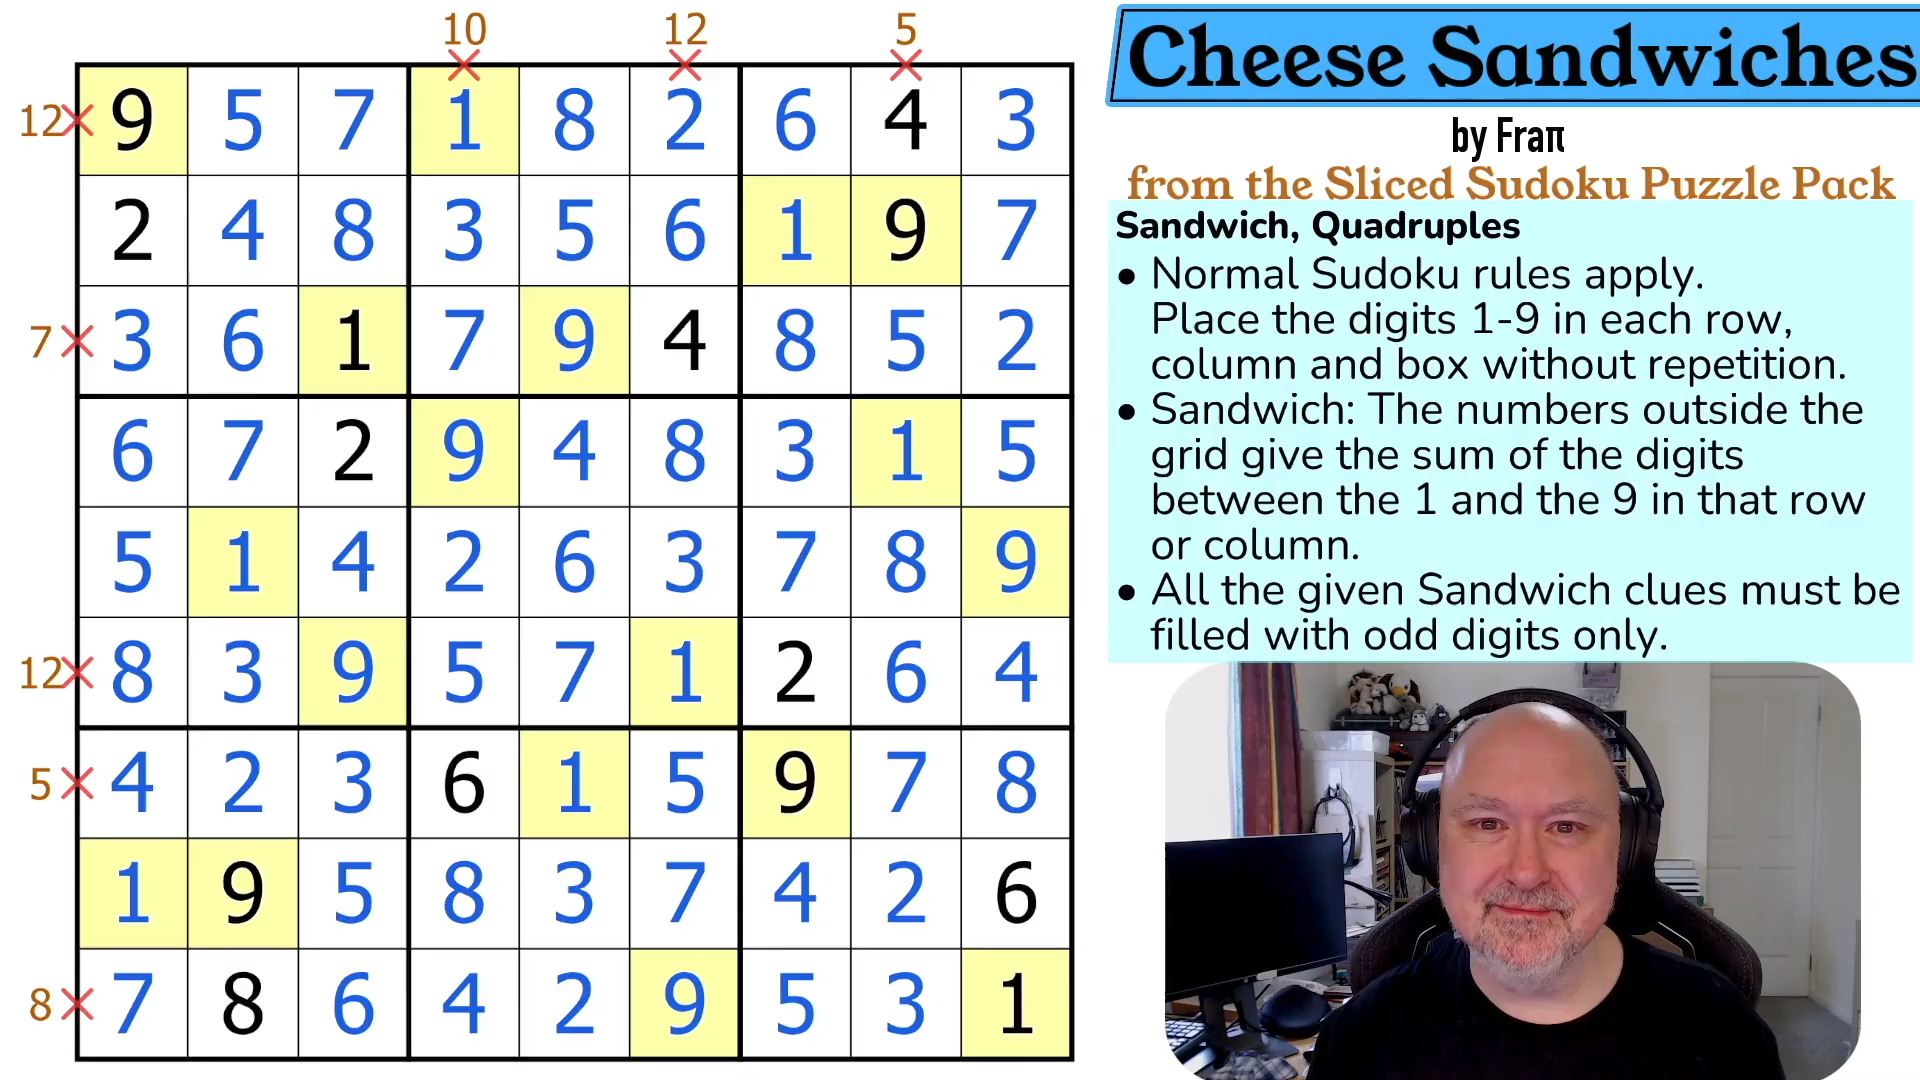 10 12 5
12 9 5 7 1 8 2 6 4 3
2 4 8 3 5 6 1 9 7
7 3 6 1 7 9 4 8 5 2
6 7 2 9 4 8 3 1 5
5 1 4 2 6 3 7 8 9
12 8 3 9 5 7 1 2 6 4
5 4 2 3 6 1 5 9 7 8
1 9 5 8 3 7 4 2 6
8 7 8 6 4 2 9 5 3 1
Cheese Sandwiches
by Fraπ
from the Sliced Sudoku Puzzle Pack
Sandwich, Quadruples
• Normal Sudoku rules apply.
Place the digits 1-9 in each row,
column and box without repetition.
• Sandwich: The numbers outside the
grid give the sum of the digits
between the 1 and the 9 in that row
or column.
• All the given Sandwich clues must be
filled with odd digits only.